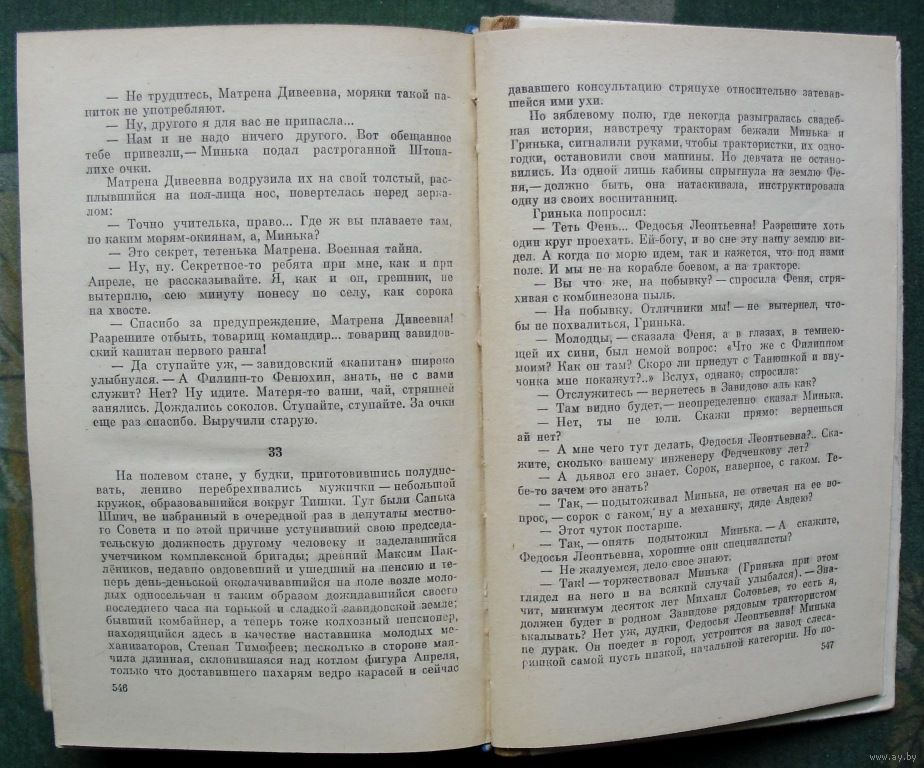 — Не трудитесь, Матрена Дивеевна, моряки такой на-
питок не употребляют.
— Ну, другого я для вас не припасла...
— Нам и не надо ничего другого. Вот обещанное
тебе привезли,— Минька подал растроганной Штопа-
лихе очки.
Матрена Дивеевна водрузила их на свой толстый, рас-
плывшийся на пол-лица нос, повертелась перед зерка-
лом:
— Точно учителька, право... Где ж вы плаваете там,
по каким морям-окиянам, а, Минька?
— Это секрет, тетенька Матрена. Военная тайна.
— Ну, ну. Секретное-то ребята при мне, как и при
Апреле, не рассказывайте. Я, как и он, грешник, не
вытерплю, сею минуту понесу по селу, как сорока
на хвосте.
— Спасибо за предупреждение, Матрена Дивеевна!
Разрешите отбыть, товарищ командир... товарищ завидов-
ский капитан первого ранга!
— Да ступайте уж,— завидовский «капитан» широко
улыбнулся.— А Филипп-то Фенюхин, знать, не с вами
служит? Нет? Ну идите. Матеря-то ваши, чай, стряпней
занялись. Дождались соколов. Ступайте, ступайте. За очки
еще раз спасибо. Выручили старую.
33
На полевом стане, у будки, приготовившись полудне-
вать, лениво перебрехивались мужички — небольшой
кружок, образовавшийся вокруг Тишки. Тут были Санька
Шпич, не избранный в очередной раз в депутаты местно-
го Совета и по этой причине уступивший свою председа-
тельскую должность другому человеку и заделавшийся
учетчиком комплексной бригады; древний Максим Пак-
лёников, недавно овдовевший и ушедший на пенсию и те-
перь день-деньской околачивавшийся на поле возле моло-
дых односельчан и таким образом дожидавшийся своего
последнего часа на горькой и сладкой завидовской земле;
бывший комбайнер, а теперь тоже колхозный пенсионер,
находящийся здесь в качестве наставника молодых ме-
ханизаторов, Степан Тимофеев; несколько в стороне мая-
чила длинная, склонившаяся над котлом фигура Апреля,
только что доставившего пахарям ведро карасей и сейчас
546
дававшего консультацию стряпухе относительно затевав-
шейся ими ухи.
По зяблевому полю, где некогда разыгралась свадеб-
ная история, навстречу тракторам бежали Минька и
Гринька, сигналили руками, чтобы трактористки, их одно-
годки, остановили свои машины. Но девчата не остано-
вились. Из одной лишь кабины спрыгнула на землю Фе-
ня,— должно быть, она натаскивала, инструктировала
одну из своих воспитанниц.
Гринька попросил:
— Теть Фень... Федосья Леонтьевна! Разрешите хоть
один круг проехать. Ей-богу, и во сне эту нашу землю ви-
дел. А когда по морю идем, так и кажется, что под нами
поле. И мы не на корабле боевом, а на тракторе.
— Вы что же, на побывку? — спросила Феня, стря-
хивая с комбинезона пыль.
— На побывку. Отличники мы! — не вытерпел, что-
бы не похвалиться, Гринька.
— Молодцы,— сказала Феня, а в глазах, в темнею-
щей их сини, был немой вопрос: «Что же с Филиппом
моим? Как он там? Скоро ли приедут с Танюшкой и вну-
чонка мне покажут?..» Вслух, однако, спросила:
— Отслужитесь — вернетесь в Завидово аль как?
— Там видно будет,— неопределенно сказал Минька.
— Нет, ты не юли. Скажи прямо: вернешься
ай нет?
— А мне чего тут делать, Федосья Леонтьевна?.. Ска-
жите, сколько вашему инженеру Федченкову лет?
— А дьявол его знает. Сорок, наверное, с гаком. Те-
бе-то зачем это знать?
— Так,— подытоживал Минька, не отвечая на ее во-
прос,— сорок с гаком, ну а механику, дяде Авдею?
— Этот чуток постарше.
— Так,— опять подытожил Минька.— А скажите,
Федосья Леонтьевна, хорошие они специалисты?
— Не жалуемся, дело свое знают.
— Так! — торжествовал Минька (Гринька при этом
глядел на него и на всякий случай улыбался).— Зна-
чит, минимум десяток лет Михаил Соловьев, то есть я,
должен будет в родном Завидове рядовым трактористом
вкалывать? Нет уж, дудки, Федосья Леонтьевна! Минька
не дурак. Он поедет в город, устроится на завод слеса-
ришкой самой пусть низкой, начальной категории. Но по-
547
www.ay.by